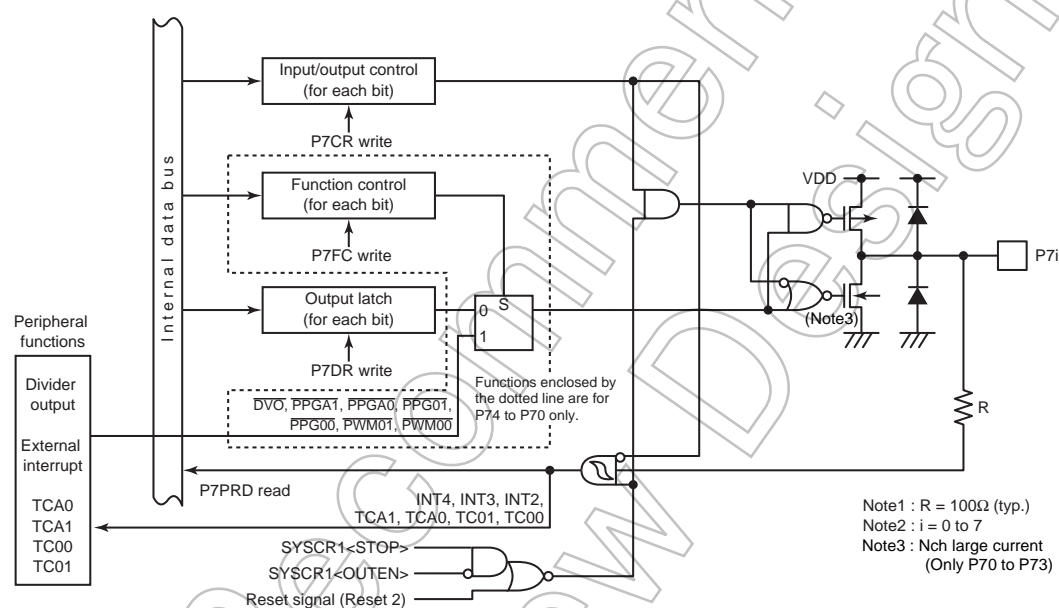 Internal data bus
Input/output control
(for each bit)
P7CR write
Function control
(for each bit)
P7FC write
Output latch
(for each bit)
P7DR write
S
0
1
VDD
P7i
(Note3)
R
Peripheral
functions
Divider
output
External
interrupt
TCA0
TCA1
TC00
TC01
DVO, PPGA1, PPGA0, PPG01,
PPG00, PWM01, PWM00
Functions enclosed by
the dotted line are for
P74 to P70 only.
P7PRD read
INT4, INT3, INT2,
TCA1, TCA0, TC01, TC00
SYSCR1<STOP>
SYSCR1<OUTEN>
Reset signal (Reset 2)
Note1 : R = 100Ω (typ.)
Note2 : i = 0 to 7
Note3 : Nch large current
(Only P70 to P73)